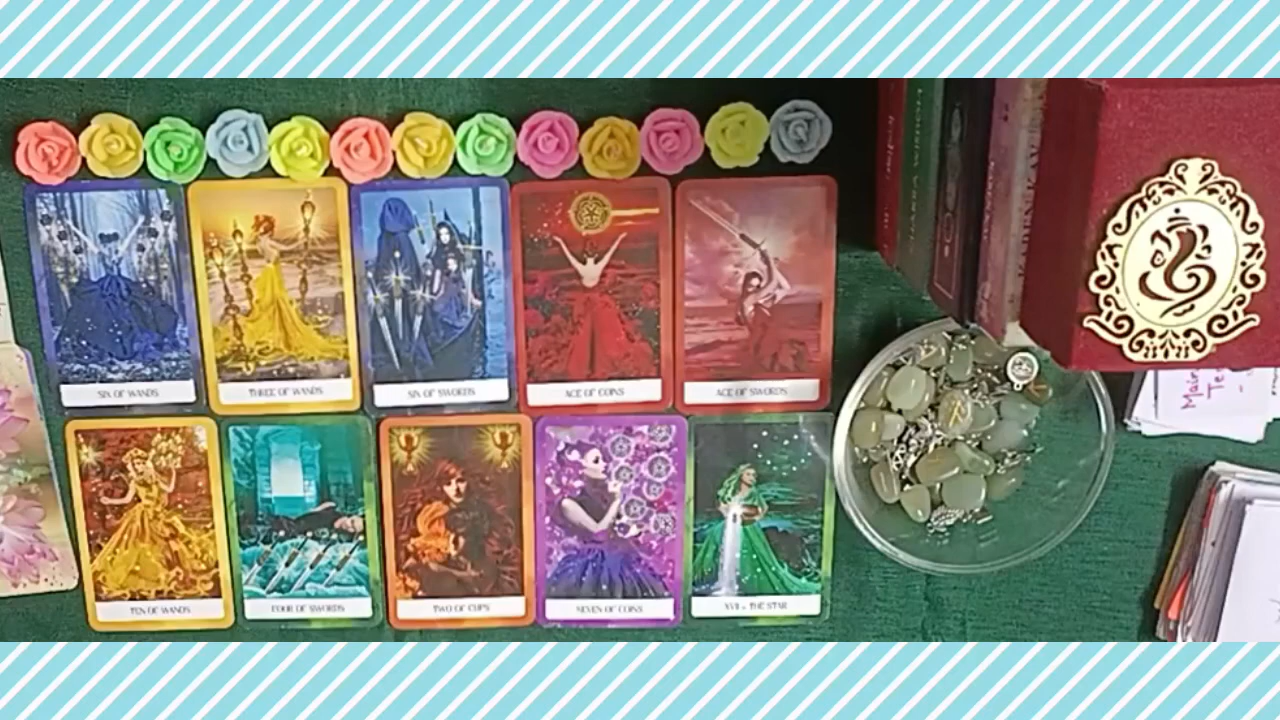 SIX OF WANDS
THREE OF WANDS
SIX OF SWORDS
ACE OF COINS
ACE OF SWORDS
TEN OF WANDS
FOUR OF SWORDS
TWO OF CUPS
SEVEN OF COINS
XVII - THE STAR
Main